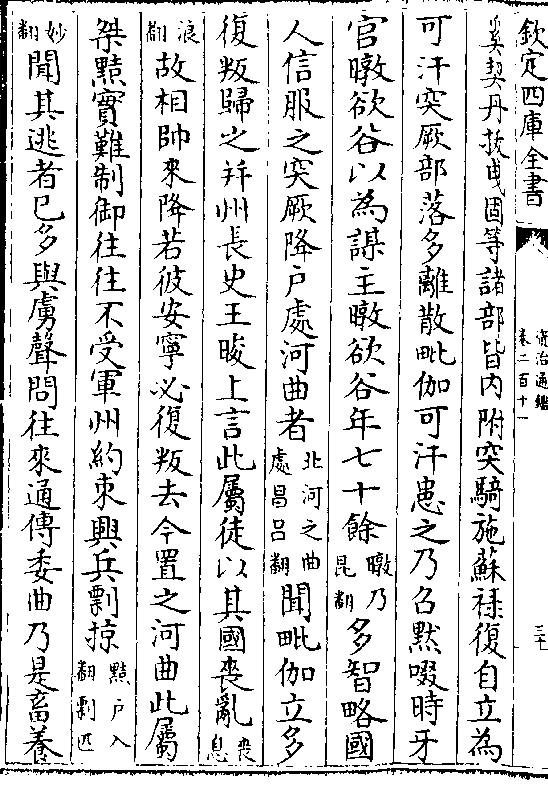 欽定四庫全書
資治通鑑
卷二百十一
三十
奚契丹拔曳固等諸部皆內附突騎施蘇祿復自立為
可汗突厥部落多離散毗伽可汗患之乃召黙啜時牙
官暾欲谷以為謀主暾欲谷年七十餘暾乃昆翻多智略國
人信服之突厥降户處河曲者北河之曲處昌吕翻聞毗伽立多
復叛歸之并州長史王晙上言此屬徒以其國喪亂喪息
浪翻故相帥來降若彼安寧必復叛去今置之河曲此屬
桀黠實難制御往往不受軍州約束興兵剽掠黠户八翻剽匹
妙翻聞其逃者已多與虜聲問往來通傳委曲乃是畜養